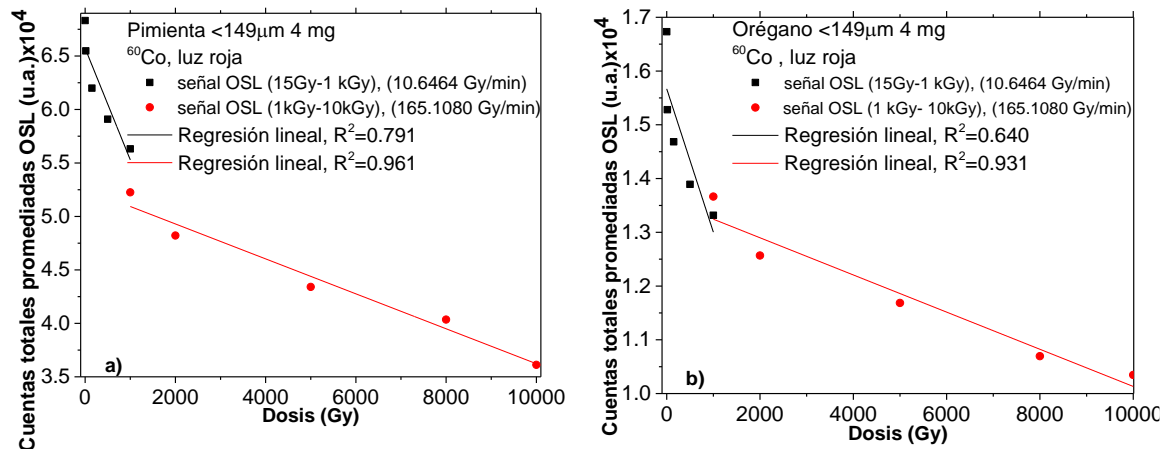 Pimienta <149μm 4 mg
⁶⁰Co, luz roja
señal OSL (15Gy-1 kGy), (10.6464 Gy/min)
señal OSL (1kGy-10kGy), (165.1080 Gy/min)
Regresión lineal, R²=0.791
Regresión lineal, R²=0.961
Cuentas totales promediadas OSL (u.a.)x10⁴
6.5
6.0
5.5
5.0
4.5
4.0
3.5
a)
0 2000 4000 6000 8000 10000
Dosis (Gy)
Orégano <149μm 4 mg
⁶⁰Co , luz roja
señal OSL (15Gy-1 kGy), (10.6464 Gy/min)
señal OSL (1 kGy- 10kGy), (165.1080 Gy/min)
Regresión lineal, R²=0.640
Regresión lineal, R²=0.931
Cuentas totales promediadas OSL (u.a.)x10⁴
1.7
1.6
1.5
1.4
1.3
1.2
1.1
1.0
b)
0 2000 4000 6000 8000 10000
Dosis (Gy)